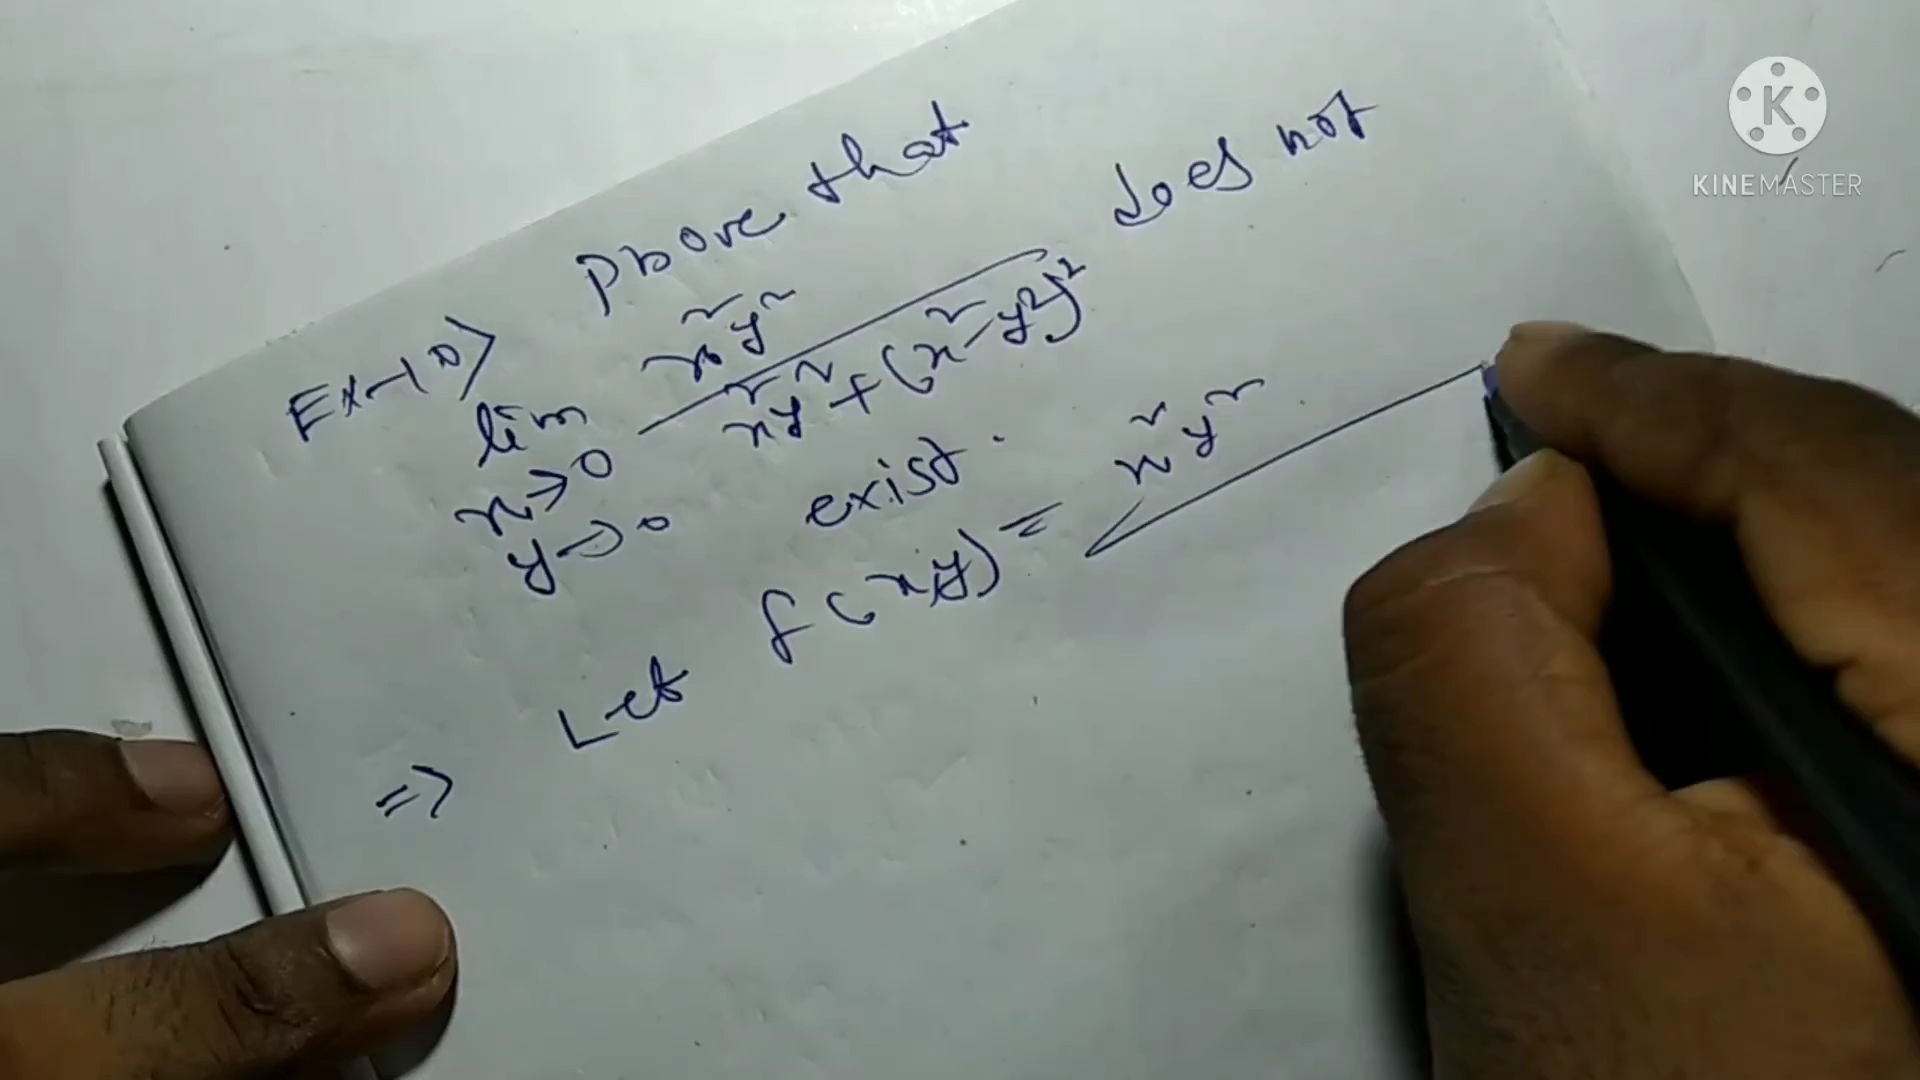 Ex-10> Prove that
lim x→0 y→0 x²y² / x²y² + (x²-y²)² does not
exist.
⇒ Let f(x,y) = x²y²
KINEMASTER